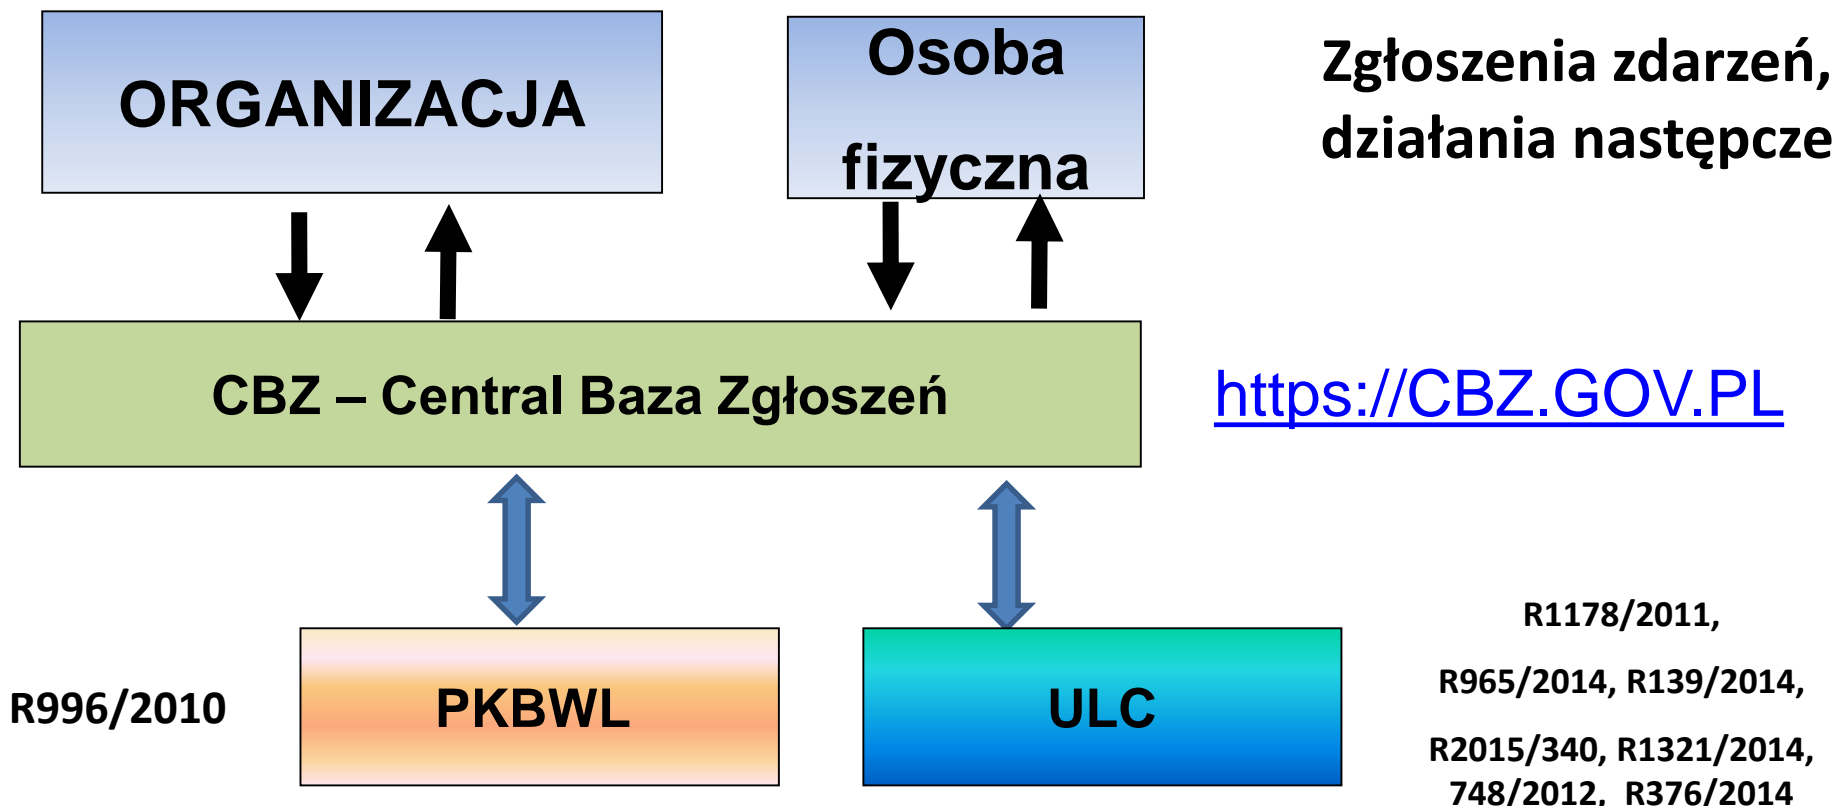 ORGANIZACJA
Osoba
fizyczna
Zgłoszenia zdarzeń,
działania następcze
CBZ – Central Baza Zgłoszeń
https://CBZ.GOV.PL
R996/2010
PKBWL
ULC
R1178/2011,
R965/2014, R139/2014,
R2015/340, R1321/2014,
748/2012, R376/2014